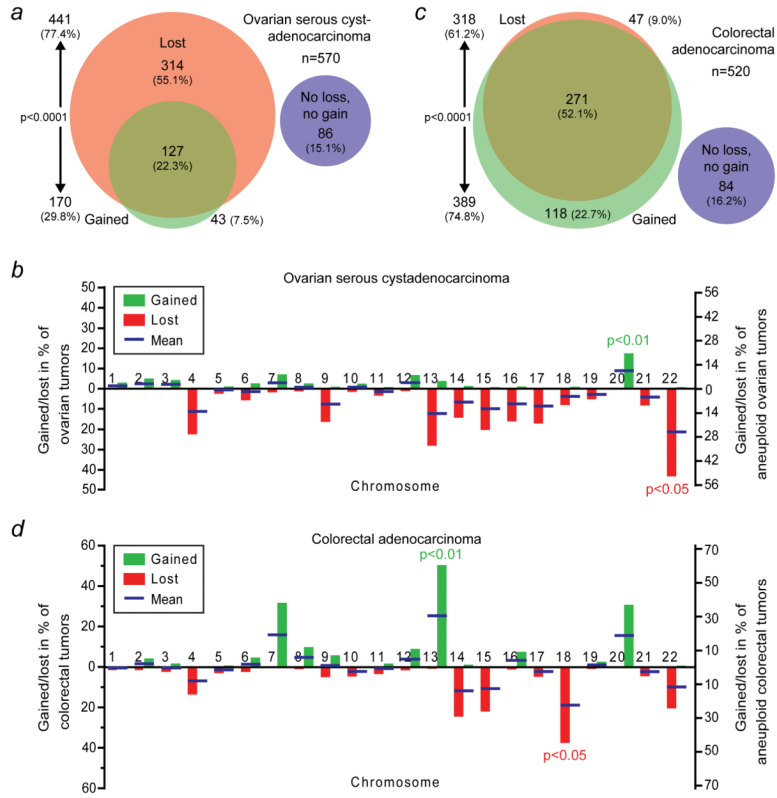 a
441
(77.4%)
p<0.0001
170
(29.8%)
Lost
314
(55.1%)
127
(22.3%)
Gained
43 (7.5%)
Ovarian serous cyst-
adenocarcinoma
n=570
No loss,
no gain
86
(15.1%)
c
318
(61.2%)
p<0.0001
389
(74.8%)
Lost
47 (9.0%)
271
(52.1%)
118 (22.7%)
Gained
Colorectal
adenocarcinoma
n=520
No loss,
no gain
84
(16.2%)
b
Ovarian serous cystadenocarcinoma
Gained/lost in % of
ovarian tumors
50
40
30
20
10
0
10
20
30
40
50
Gained
Lost
Mean
1 2 3 4 5 6 7 8 9 10 11 12 13 14 15 16 17 18 19 20 21 22
p<0.01
p<0.05
Chromosome
56
42
28
14
0
14
28
42
56
Gained/lost in % of
aneuploid ovarian tumors
d
Colorectal adenocarcinoma
Gained/lost in % of
colorectal tumors
60
40
20
0
20
40
60
Gained
Lost
Mean
p<0.01
1 2 3 4 5 6 7 8 9 10 11 12 13 14 15 16 17 18 19 20 21 22
p<0.05
Chromosome
70
50
30
10
10
30
50
70
Gained/lost in % of
aneuploid colorectal tumors